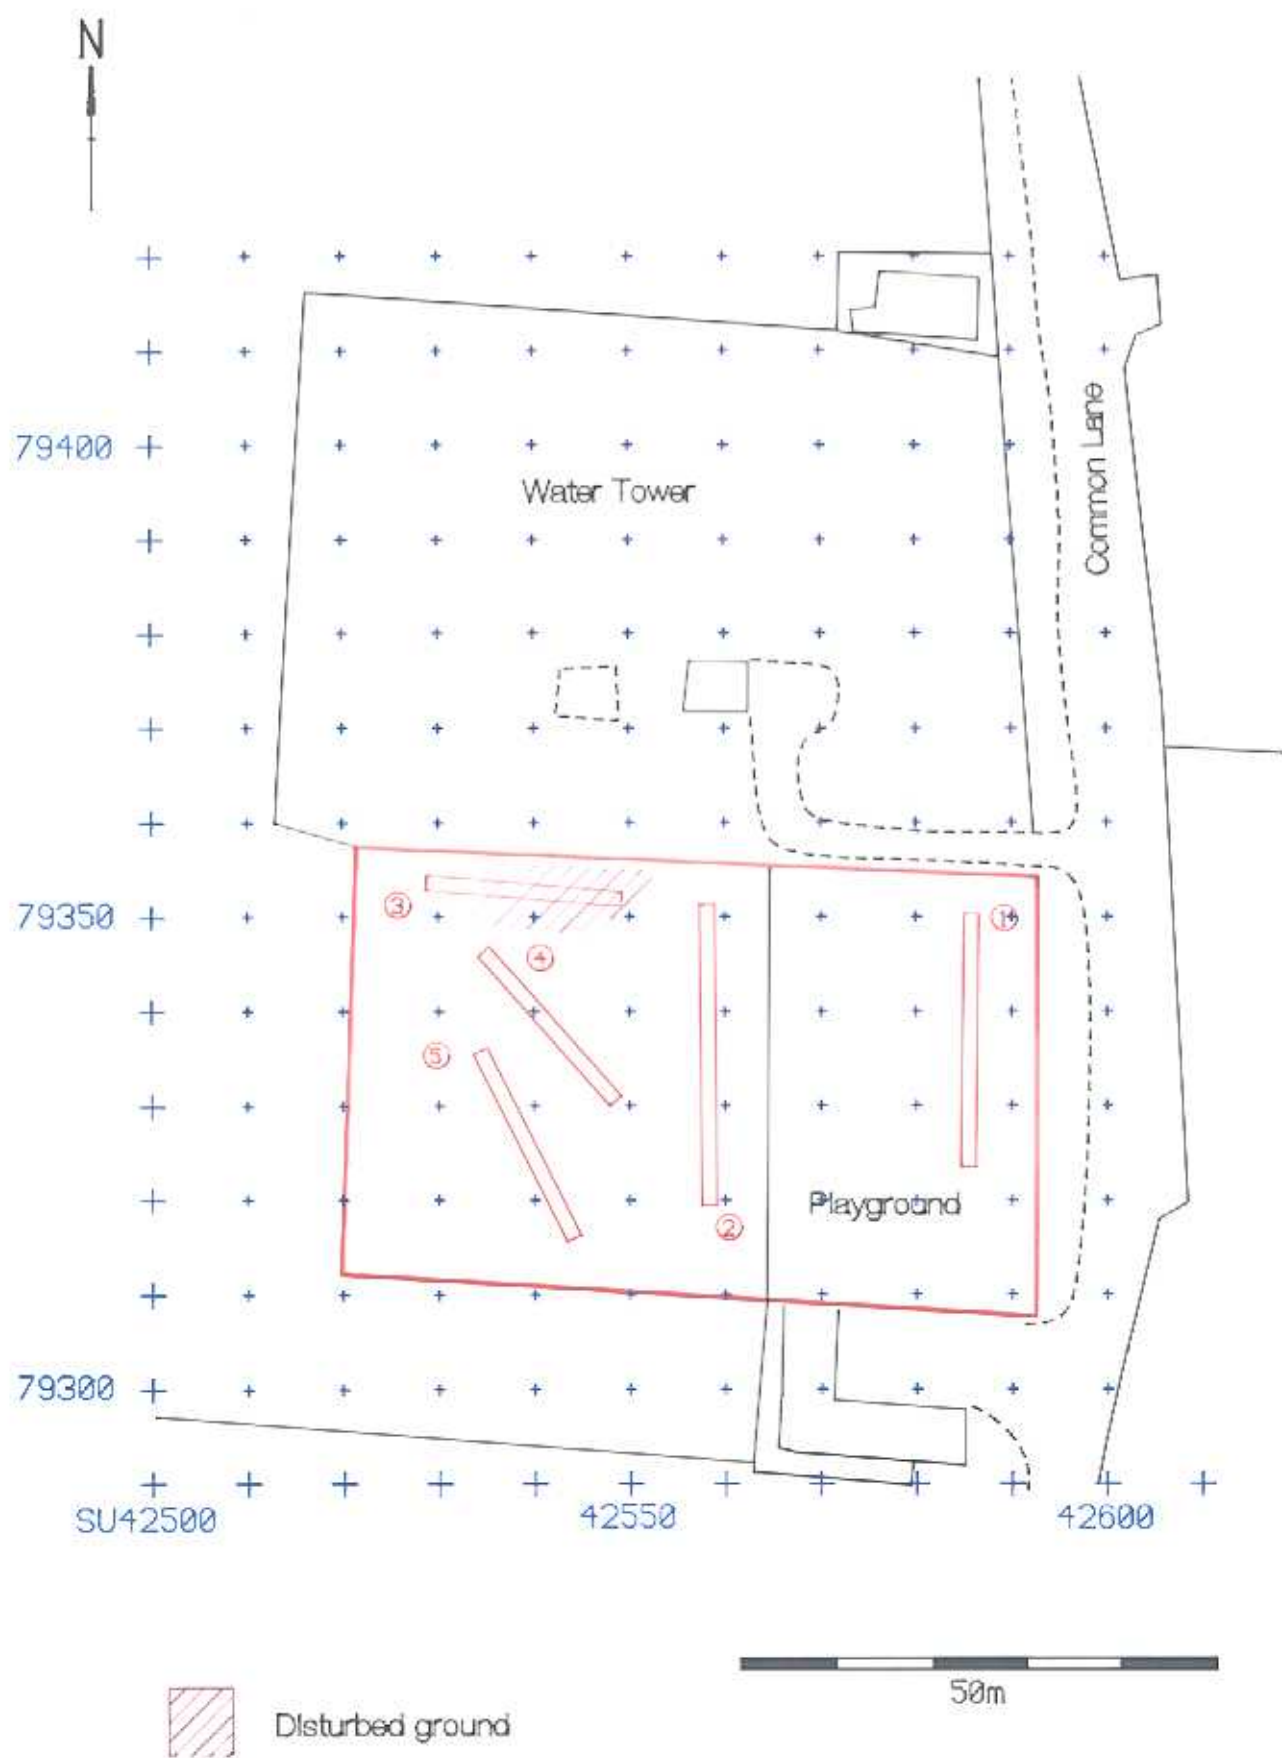 N
79400
Water Tower
Common Lane
79350
③
①
④
⑤
Playground
②
79300
SU42500
42550
42600
50m
Disturbed ground